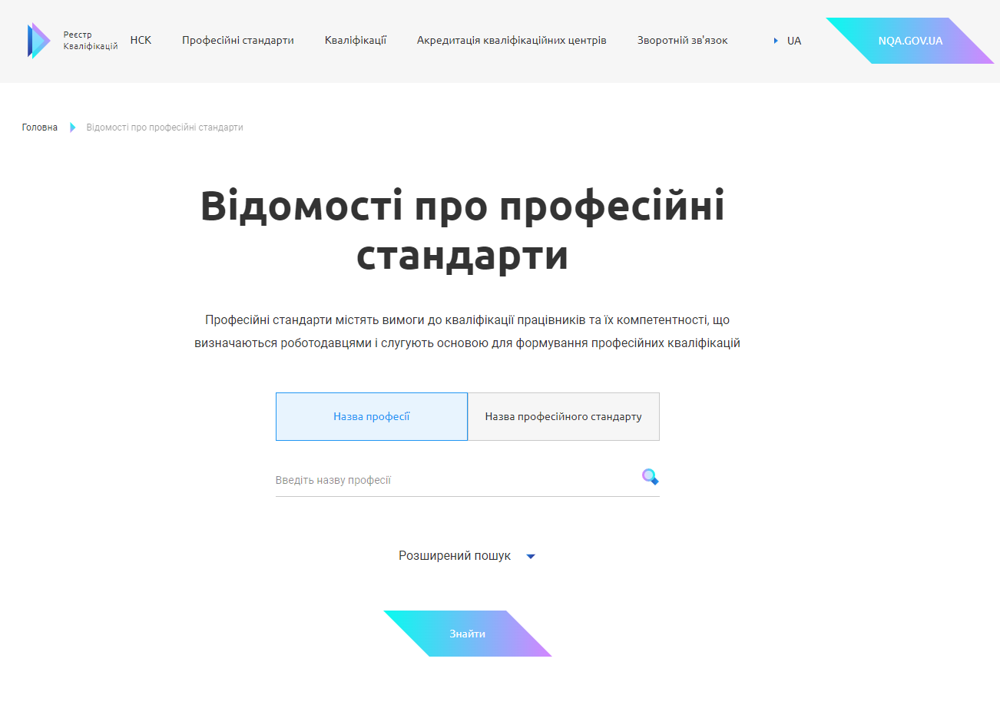 Реєстр
Кваліфікацій
НСК
Професійні стандарти
Кваліфікації
Акредитація кваліфікаційних центрів
Зворотній зв'язок
UA
NQA.GOV.UA
Головна
Відомості про професійні стандарти
Відомості про професійні
стандарти
Професійні стандарти містять вимоги до кваліфікації працівників та їх компетентності, що
визначаються роботодавцями і слугують основою для формування професійних кваліфікацій
Назва професії
Назва професійного стандарту
Введіть назву професії
Розширений пошук
Знайти